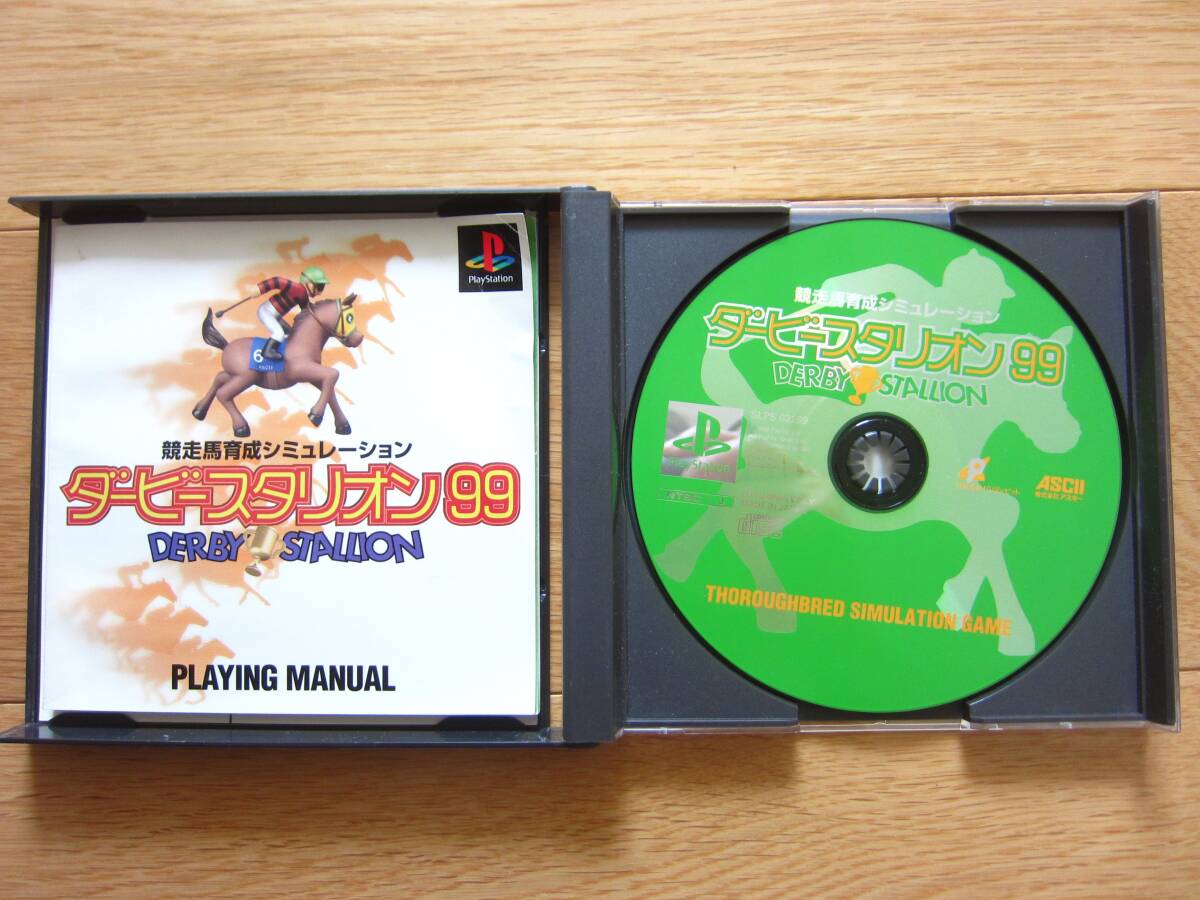 PlayStation
6
ASCII
競走馬育成シミュレーション
ダービースタリオン99
DERBY STALLION
PLAYING MANUAL
競走馬育成シミュレーション
ダービースタリオン99
DERBY STALLION
PlayStation
ASCII
株式会社アスキー
THOROUGHBRED SIMULATION GAME